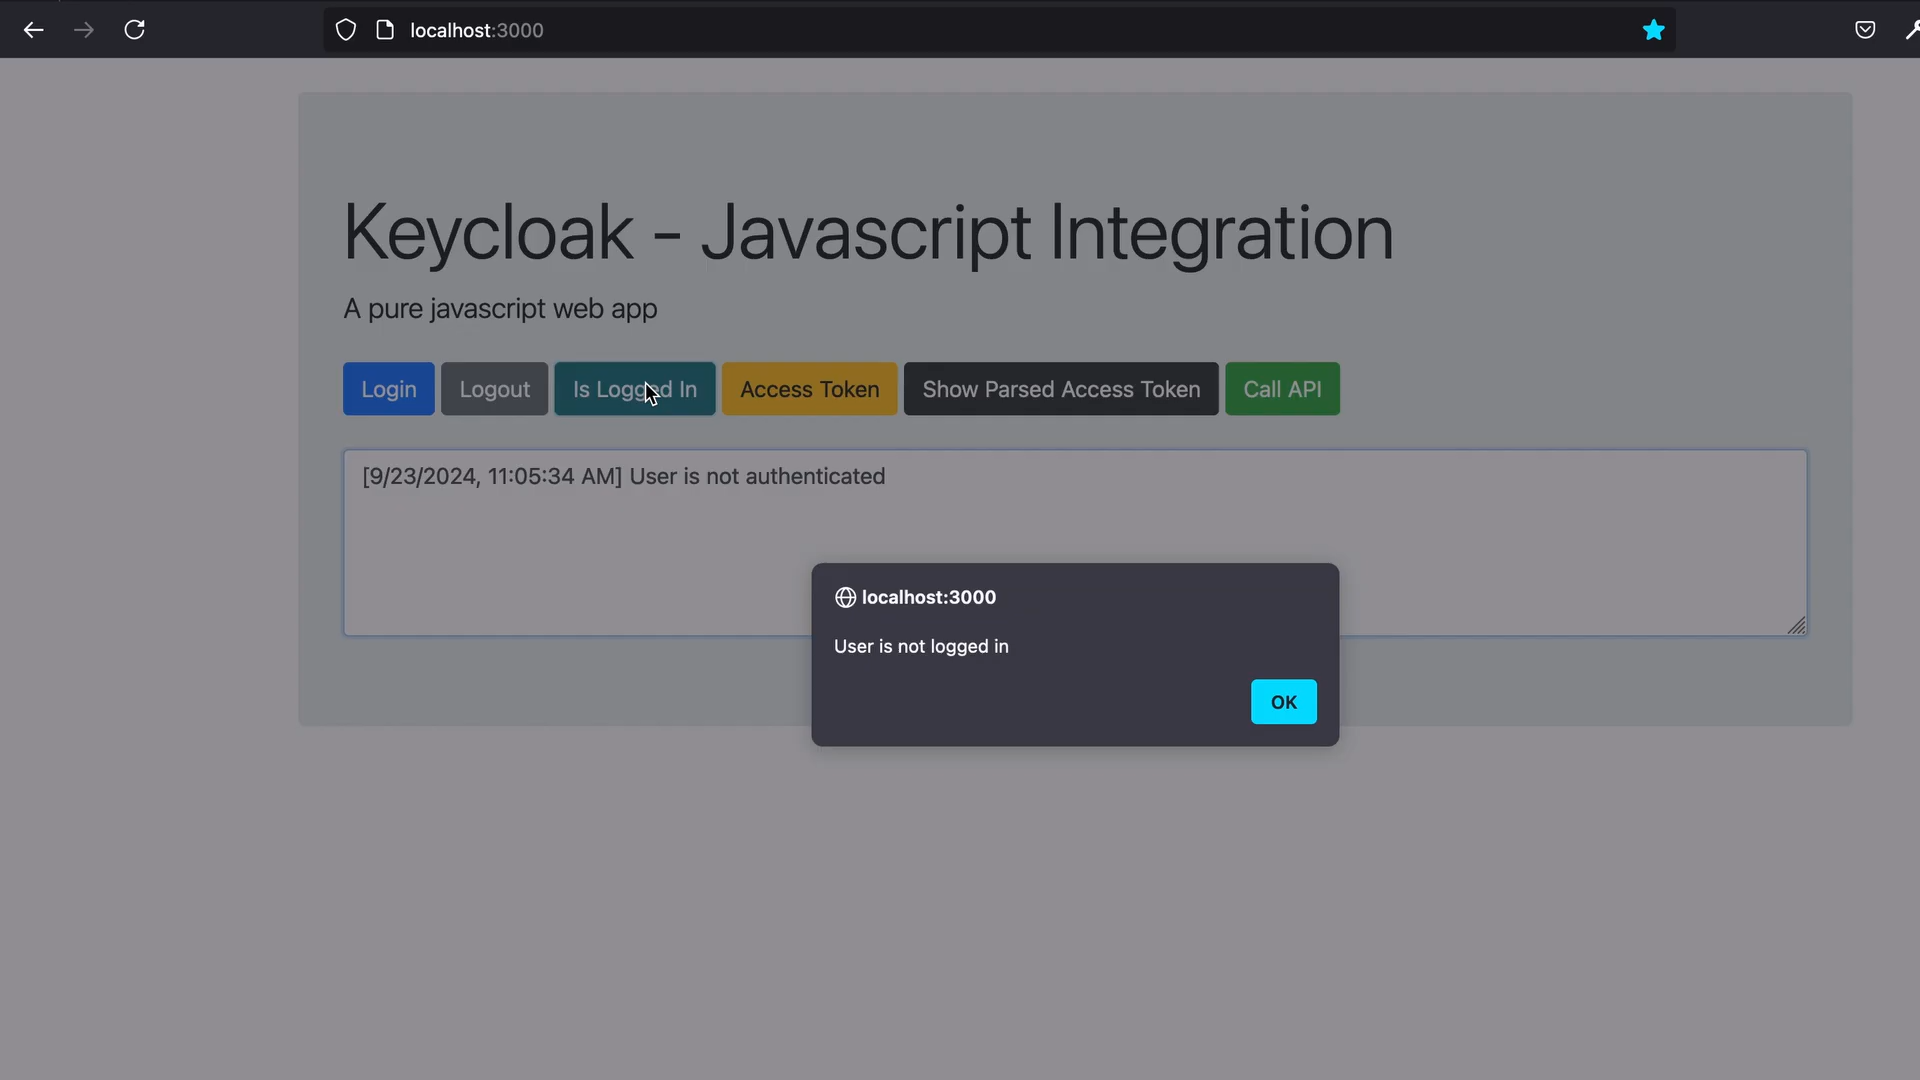 localhost:3000
Keycloak - Javascript Integration
A pure javascript web app
Login Logout Is Logged In Access Token Show Parsed Access Token Call API
[9/23/2024, 11:05:34 AM] User is not authenticated
localhost:3000
User is not logged in
OK